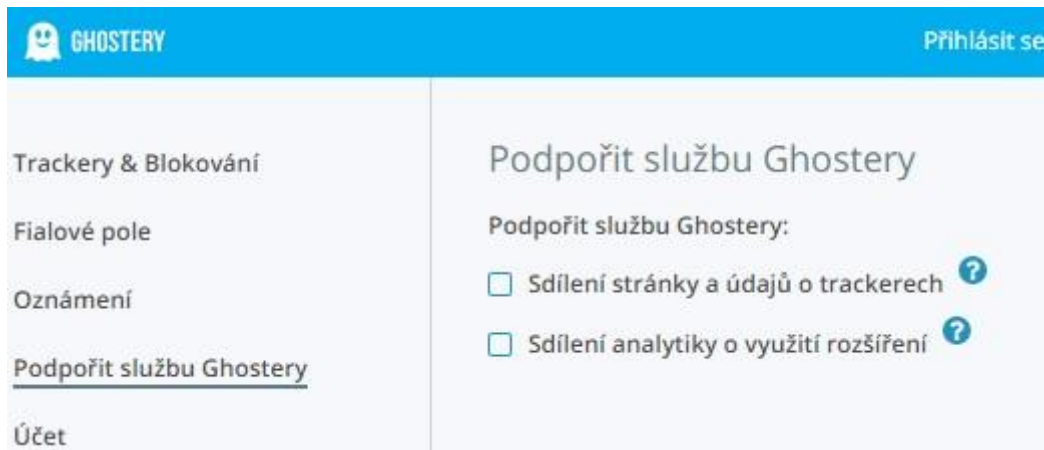 GHOSTERY
Přihlásit se
Trackery & Blokování
Fialové pole
Oznámení
Podpořit službu Ghostery
Účet
Podpořit službu Ghostery
Podpořit službu Ghostery:
Sdílení stránky a údajů o trackerech ?
Sdílení analytiky o využití rozšíření ?